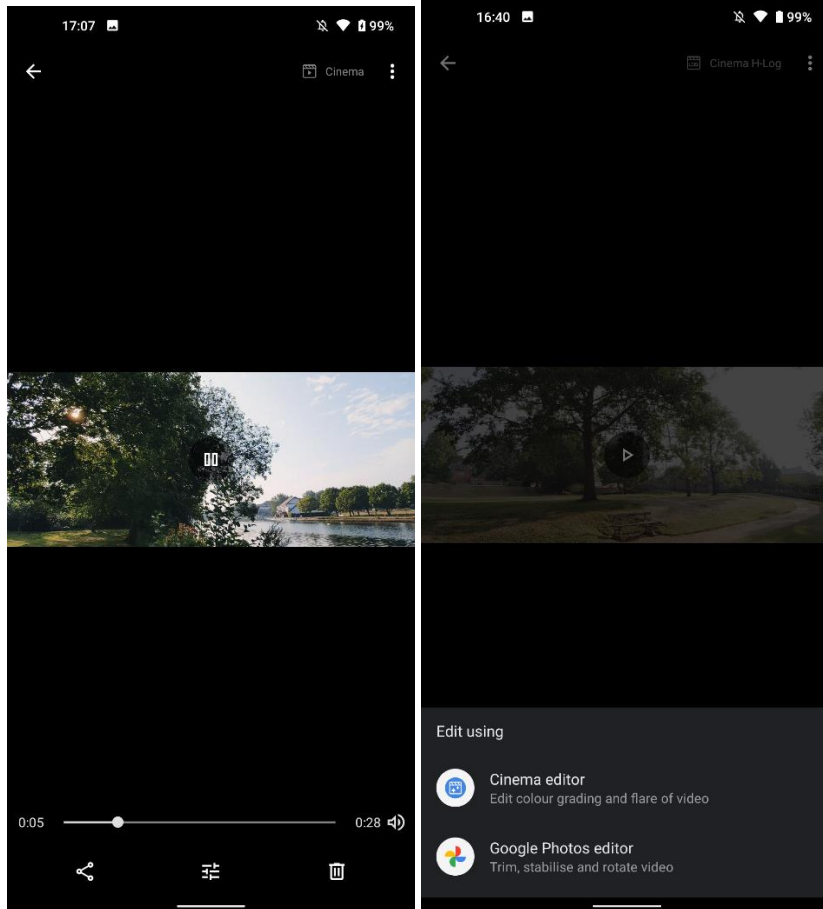 17:07
99%
Cinema
0:05
0:28
16:40
99%
Cinema H-Log
Edit using
Cinema editor
Edit colour grading and flare of video
Google Photos editor
Trim, stabilise and rotate video